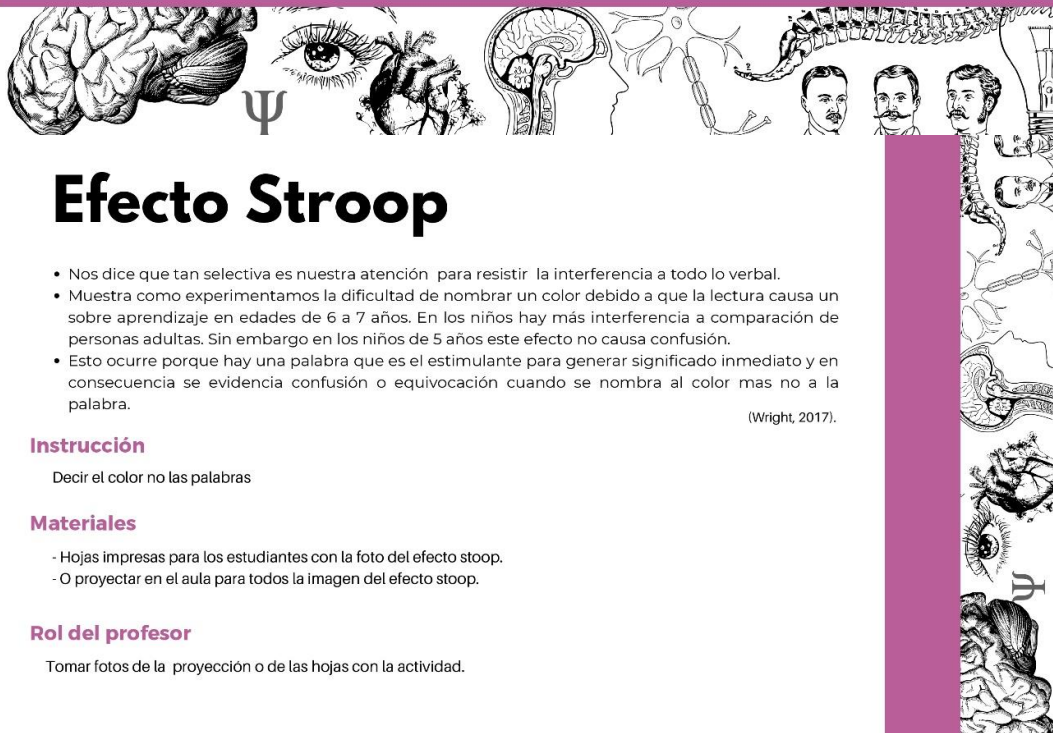 Ψ
Efecto Stroop
• Nos dice que tan selectiva es nuestra atención para resistir la interferencia a todo lo verbal.
• Muestra como experimentamos la dificultad de nombrar un color debido a que la lectura causa un
sobre aprendizaje en edades de 6 a 7 años. En los niños hay más interferencia a comparación de
personas adultas. Sin embargo en los niños de 5 años este efecto no causa confusión.
• Esto ocurre porque hay una palabra que es el estimulante para generar significado inmediato y en
consecuencia se evidencia confusión o equivocación cuando se nombra al color mas no a la
palabra.
(Wright, 2017).
Instrucción
Decir el color no las palabras
Materiales
- Hojas impresas para los estudiantes con la foto del efecto stoop.
- O proyectar en el aula para todos la imagen del efecto stoop.
Rol del profesor
Tomar fotos de la proyección o de las hojas con la actividad.
Ψ